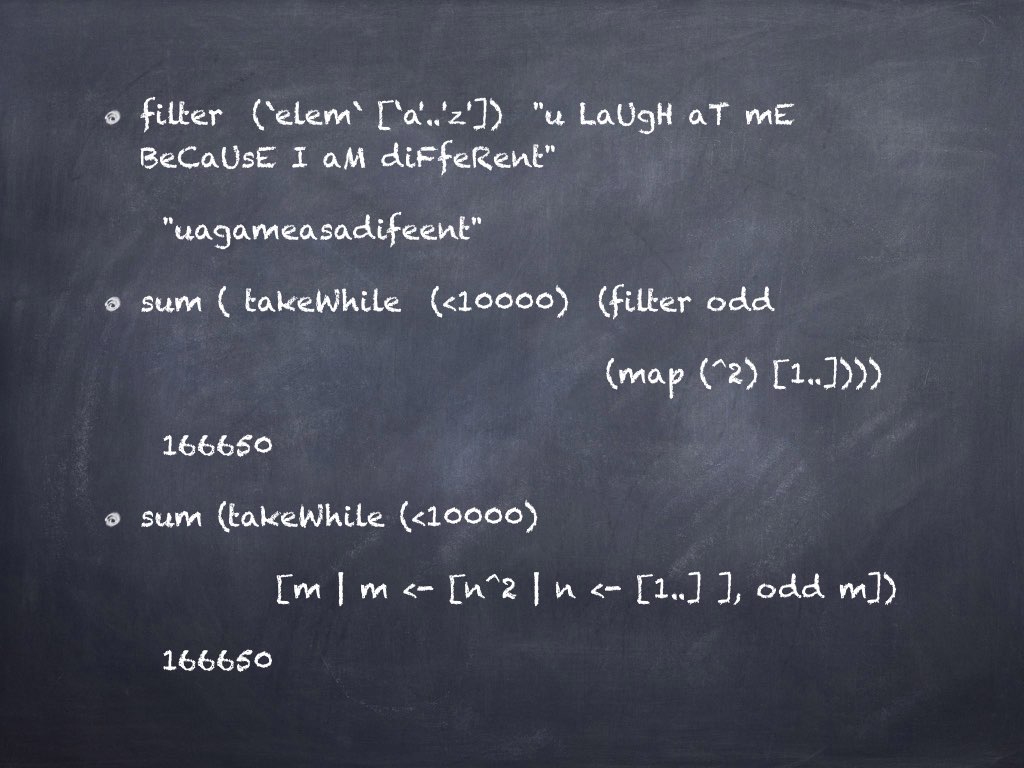 filter (`elem` ['a'..'z']) "u LaUgH aT mE
BeCaUsE I aM diFfeRent"
"uagameasadifeent"
sum ( takeWhile (<10000) (filter odd
(map (^2) [1..])))
166650
sum (takeWhile (<10000)
[m | m <- [n^2 | n <- [1..] ], odd m])
166650